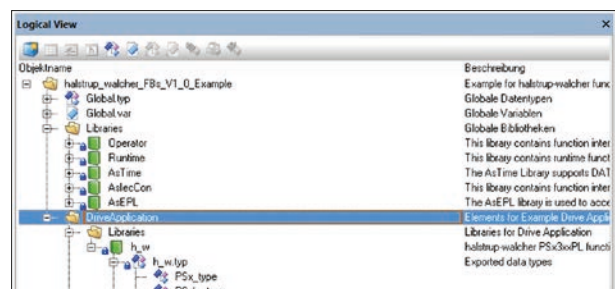 Logical View
Objektname Beschreibung
halstrup_walcher_FBs_V1_0_Example Example for halstrup-walcher func
Global.typ Globale Datentypen
Global.var Globale Variablen
Libraries Globale Bibliotheken
Operator This library contains function inter
Runtime This library contains runtime funct
AsTime The AsTime Library supports DAT
AsIecCon This library contains function inter
AsEPL The AsEPL library is used to acce
DriveApplication Elements for Example Drive Appli
Libraries Libraries for Drive Application
h_w halstrup-walcher PSx3xxPL functi
h_w.typ Exported data types
PSx_type